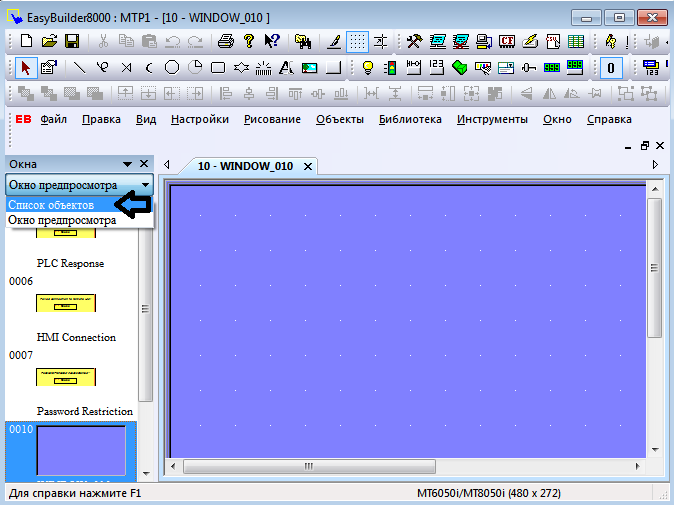 EasyBuilder8000 : MTP1 - [10 - WINDOW_010 ]
A
0
EB Файл Правка Вид Настройки Рисование Объекты Библиотека Инструменты Окно Справка
Окна
10 - WINDOW_010
Окно предпросмотра
Список объектов
Окно предпросмотра
PLC Response
0006
HMI Connection
0007
Password Restriction
0010
Для справки нажмите F1
MT6050i/MT8050i (480 x 272)